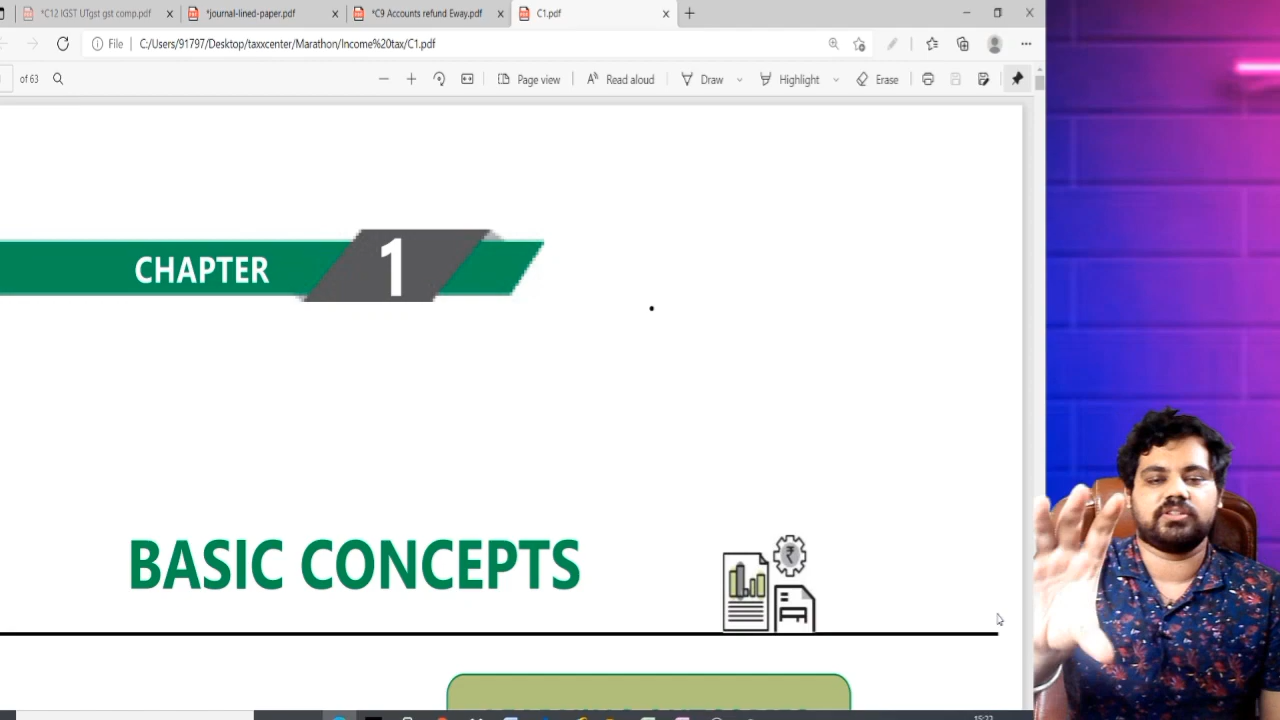 *C12 IGST UTgst gst comp.pdf
*journal-lined-paper.pdf
*C9 Accounts refund Eway.pdf
C1.pdf
File
C:/Users/91797/Desktop/taxxcenter/Marathon/Income%20tax/C1.pdf
of 63
Page view
Read aloud
Draw
Highlight
Erase
CHAPTER 1
BASIC CONCEPTS
₹